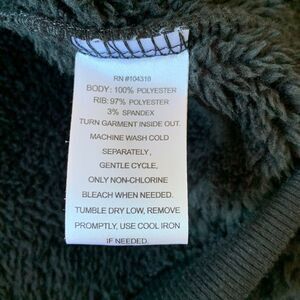 RN #104310
BODY: 100% POLYESTER
RIB: 97% POLYESTER
3% SPANDEX
TURN GARMENT INSIDE OUT.
MACHINE WASH COLD
SEPARATELY,
GENTLE CYCLE,
ONLY NON-CHLORINE
BLEACH WHEN NEEDED.
TUMBLE DRY LOW, REMOVE
PROMPTLY, USE COOL IRON
IF NEEDED.